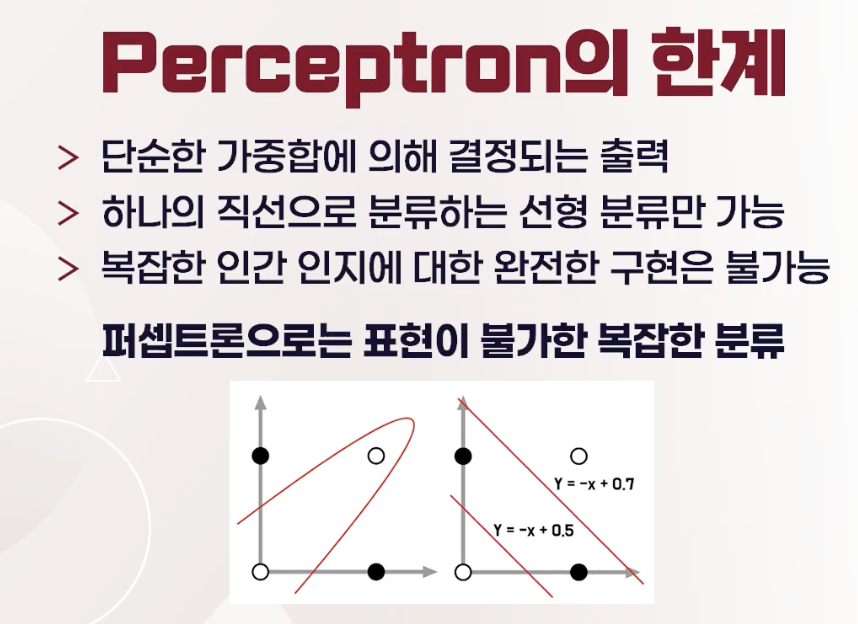 Perceptron의 한계
> 단순한 가중합에 의해 결정되는 출력
> 하나의 직선으로 분류하는 선형 분류만 가능
> 복잡한 인간 인지에 대한 완전한 구현은 불가능
퍼셉트론으로는 표현이 불가한 복잡한 분류
Y = -x + 0.7
Y = -x + 0.5